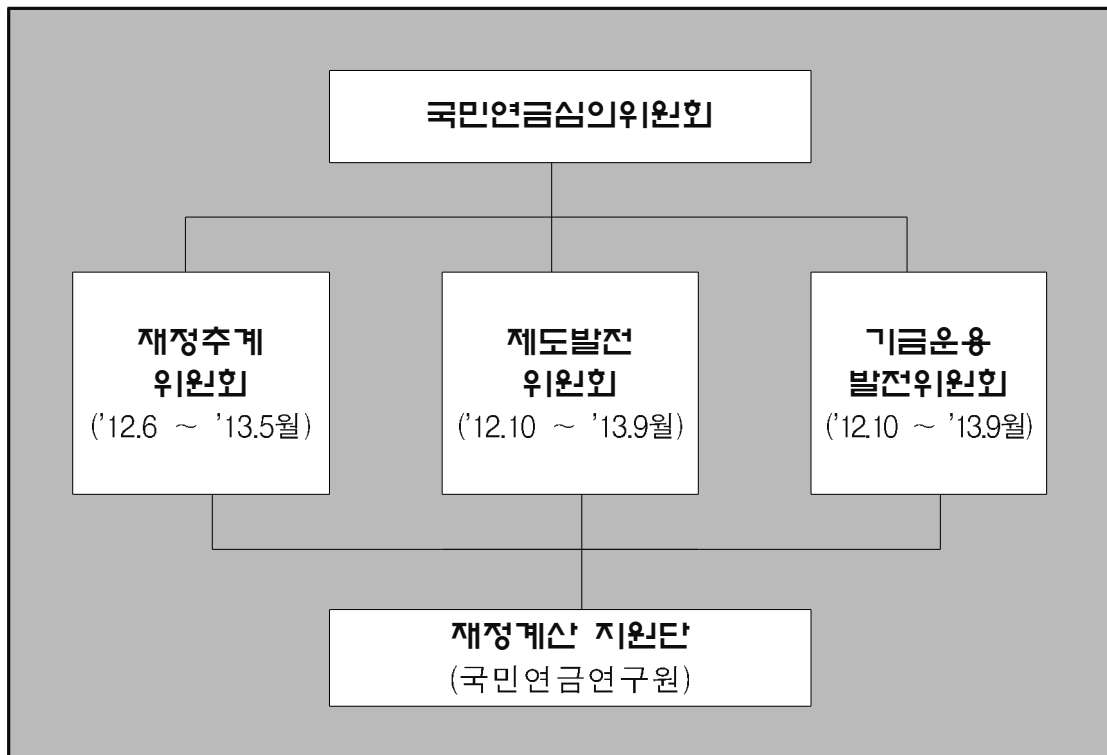 국민연금심의위원회
재정추계
위원회
('12.6 ~ '13.5월)
제도발전
위원회
('12.10 ~ '13.9월)
기금운용
발전위원회
('12.10 ~ '13.9월)
재정계산 지원단
(국민연금연구원)